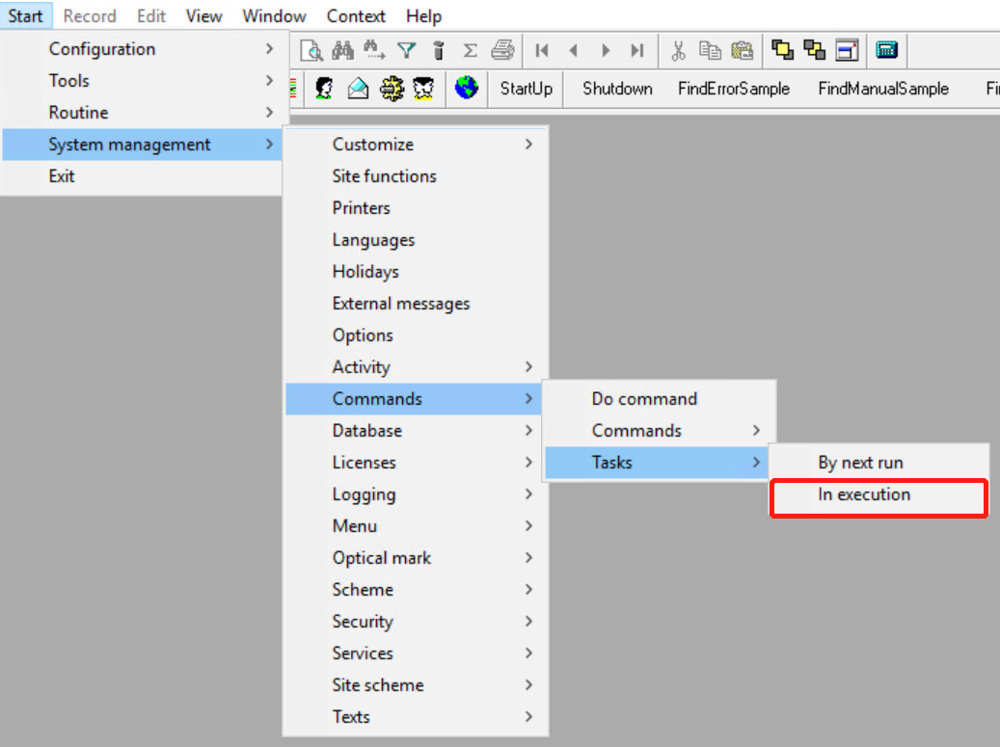 Start Record Edit View Window Context Help
Configuration
Tools
StartUp Shutdown FindErrorSample FindManualSample Fi
Routine
System management
Exit
Customize
Site functions
Printers
Languages
Holidays
External messages
Options
Activity
Commands
Database
Licenses
Logging
Menu
Optical mark
Scheme
Security
Services
Site scheme
Texts
Do command
Commands
Tasks
By next run
In execution